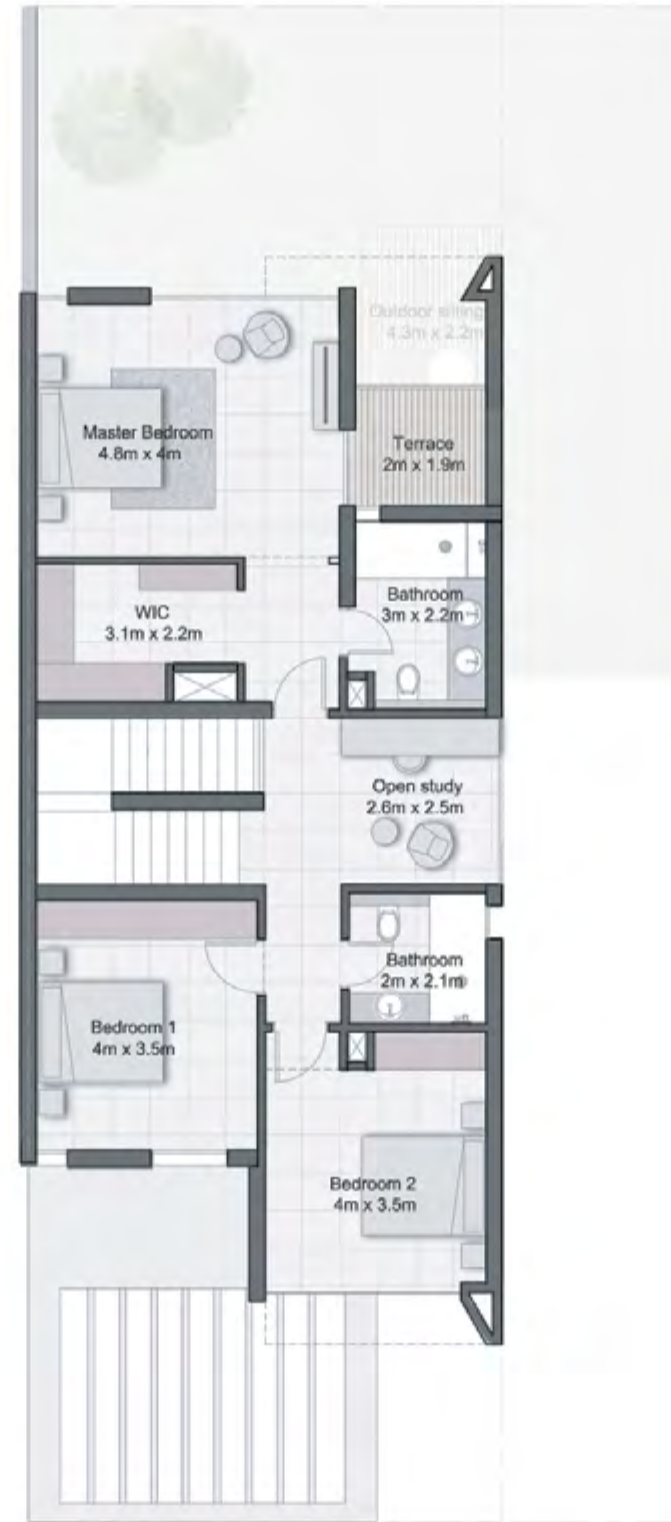 Outdoor sitting
4.3m x 2.2m
Master Bedroom
4.8m x 4m
Terrace
2m x 1.9m
WIC
3.1m x 2.2m
Bathroom
3m x 2.2m
Open study
2.6m x 2.5m
Bathroom
2m x 2.1m
Bedroom 1
4m x 3.5m
Bedroom 2
4m x 3.5m